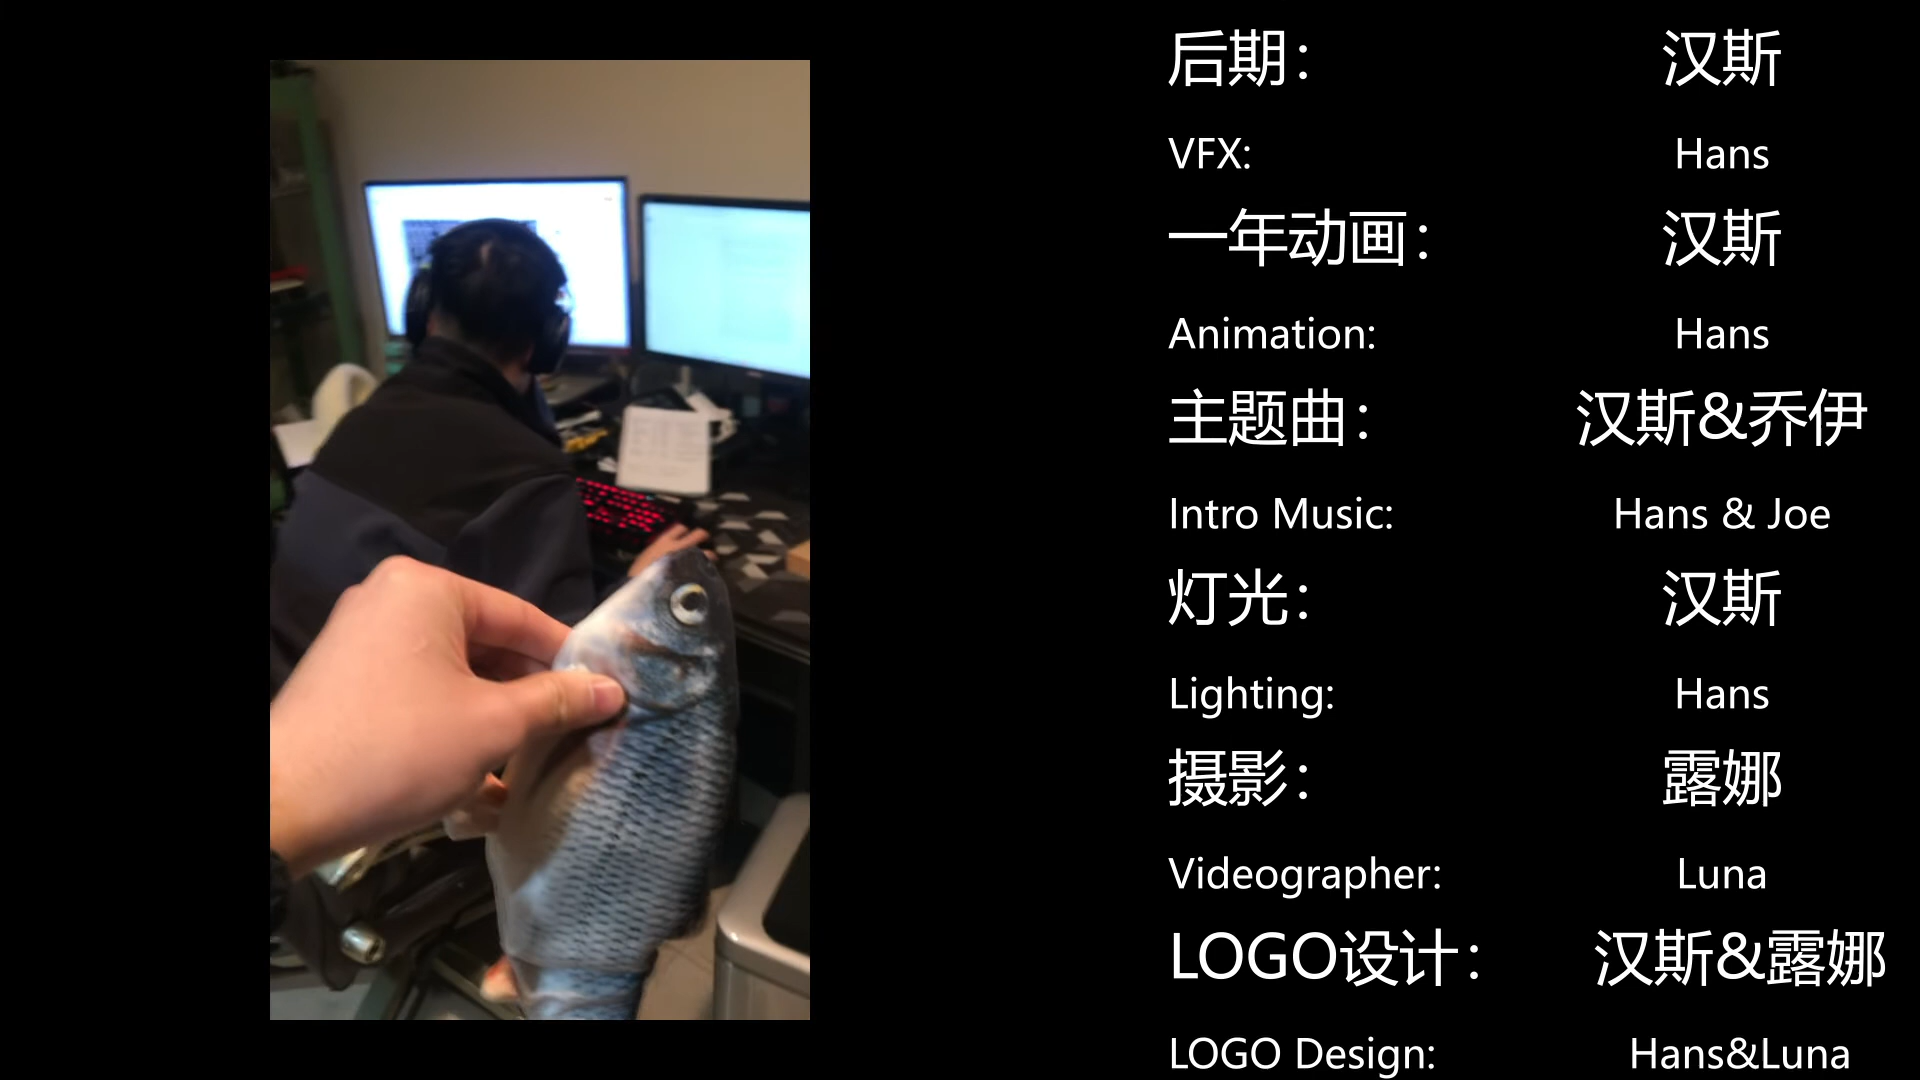 后期： 汉斯
VFX: Hans
一年动画： 汉斯
Animation: Hans
主题曲： 汉斯&乔伊
Intro Music: Hans & Joe
灯光： 汉斯
Lighting: Hans
摄影： 露娜
Videographer: Luna
LOGO设计： 汉斯&露娜
LOGO Design: Hans&Luna